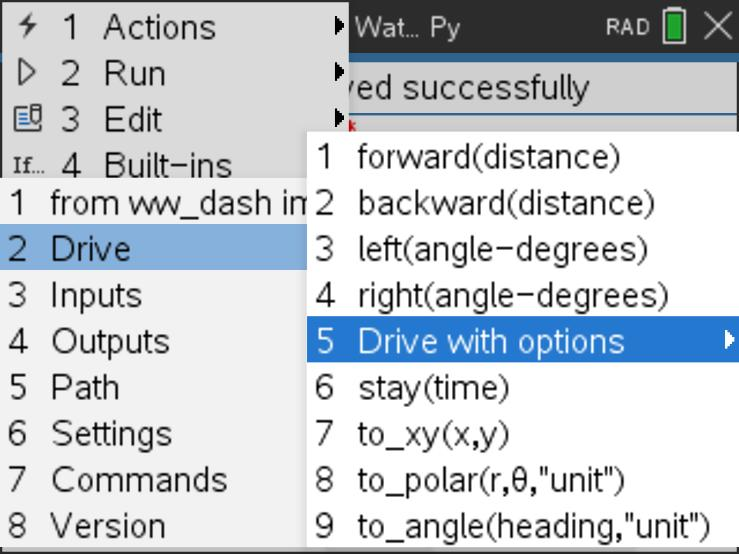 1 Actions
2 Run
3 Edit
If... 4 Built-ins
Wat... Py RAD
ved successfully
1 from ww_dash im
2 Drive
3 Inputs
4 Outputs
5 Path
6 Settings
7 Commands
8 Version
1 forward(distance)
2 backward(distance)
3 left(angle-degrees)
4 right(angle-degrees)
5 Drive with options
6 stay(time)
7 to_xy(x,y)
8 to_polar(r,θ,"unit")
9 to_angle(heading,"unit")